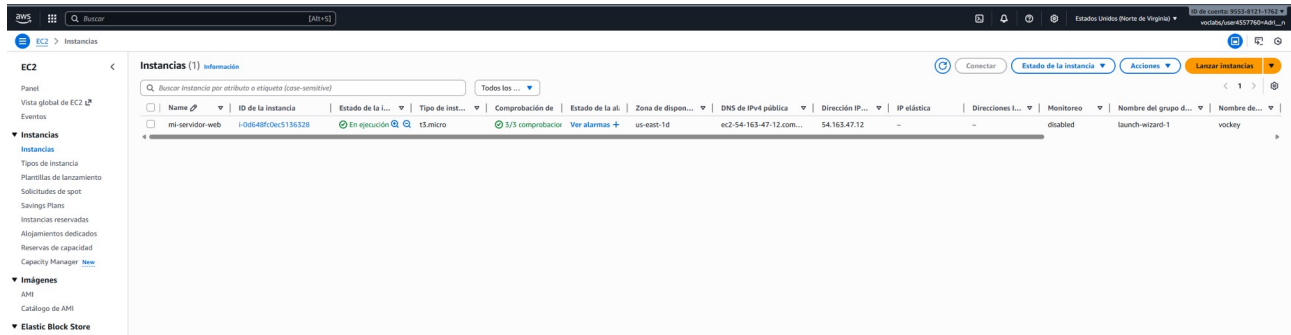 aws Buscar [Alt+S] Estados Unidos (Norte de Virginia) ID de cuenta: 9553-8121-1762
voclabs/user4557760=Adri__n
EC2 > Instancias
EC2
Panel
Vista global de EC2
Eventos
Instancias
Instancias
Tipos de instancia
Plantillas de lanzamiento
Solicitudes de spot
Savings Plans
Instancias reservadas
Alojamientos dedicados
Reservas de capacidad
Capacity Manager New
Imágenes
AMI
Catálogo de AMI
Elastic Block Store
Instancias (1) Información Conectar Estado de la instancia Acciones Lanzar instancias
Buscar Instancia por atributo o etiqueta (case-sensitive) Todos los ... 1
Name ID de la instancia Estado de la i... Tipo de inst... Comprobación de Estado de la al Zona de dispon... DNS de IPv4 pública Dirección IP... IP elástica Direcciones I... Monitoreo Nombre del grupo d... Nombre de...
mi-servidor-web i-0d648fc0ec5136328 En ejecución t3.micro 3/3 comprobacior Ver alarmas + us-east-1d ec2-54-163-47-12.com... 54.163.47.12 – – disabled launch-wizard-1 vockey